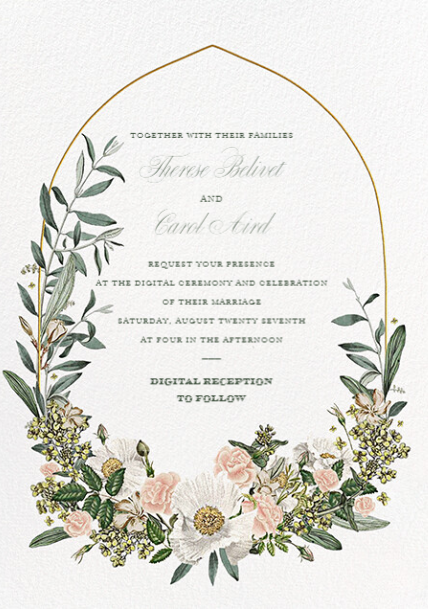 TOGETHER WITH THEIR FAMILIES
Therese Belivet
AND
Carol Aird
REQUEST YOUR PRESENCE
AT THE DIGITAL CEREMONY AND CELEBRATION
OF THEIR MARRIAGE
SATURDAY, AUGUST TWENTY SEVENTH
AT FOUR IN THE AFTERNOON
DIGITAL RECEPTION
TO FOLLOW